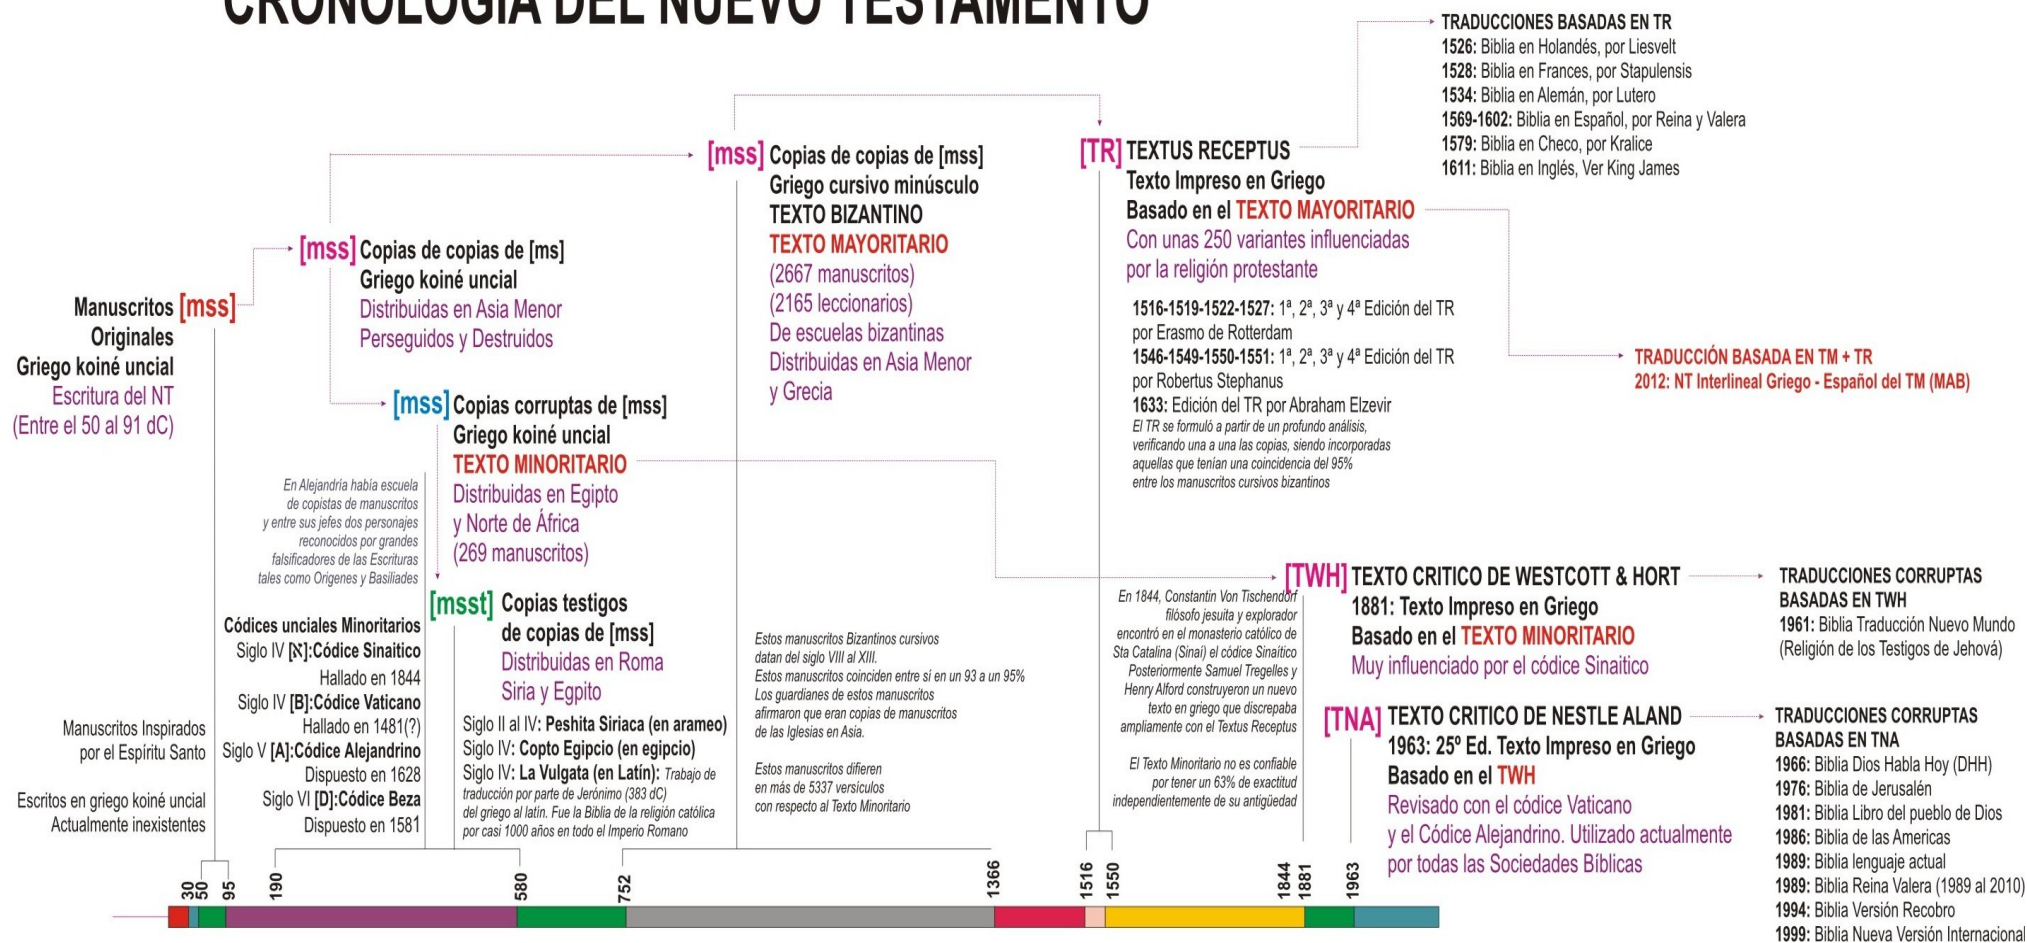 CRONOLOGÍA DEL NUEVO TESTAMENTO
Manuscritos [mss]
Originales
Griego koiné uncial
Escritura del NT
(Entre el 50 al 91 dC)
Manuscritos Inspirados
por el Espíritu Santo
Escritos en griego koiné uncial
Actualmente inexistentes
[mss] Copias de copias de [ms]
Griego koiné uncial
Distribuidas en Asia Menor
Perseguidos y Destruidos
[mss] Copias corruptas de [mss]
Griego koiné uncial
TEXTO MINORITARIO
Distribuidas en Egipto
y Norte de África
(269 manuscritos)
En Alejandría había escuela
de copistas de manuscritos
y entre sus jefes dos personajes
reconocidos por grandes
falsificadores de las Escrituras
tales como Origenes y Basiliades
Códices unciales Minoritarios
Siglo IV [א]:Códice Sinaitico
Hallado en 1844
Siglo IV [B]:Códice Vaticano
Hallado en 1481(?)
Siglo V [A]:Códice Alejandrino
Dispuesto en 1628
Siglo VI [D]:Códice Beza
Dispuesto en 1581
[msst] Copias testigos
de copias de [mss]
Distribuidas en Roma
Siria y Egpito
Siglo II al IV: Peshita Siriaca (en arameo)
Siglo IV: Copto Egipcio (en egipcio)
Siglo IV: La Vulgata (en Latín): Trabajo de
traducción por parte de Jerónimo (383 dC)
del griego al latín. Fue la Biblia de la religión católica
por casi 1000 años en todo el Imperio Romano
[mss] Copias de copias de [mss]
Griego cursivo minúsculo
TEXTO BIZANTINO
TEXTO MAYORITARIO
(2667 manuscritos)
(2165 leccionarios)
De escuelas bizantinas
Distribuidas en Asia Menor
y Grecia
Estos manuscritos Bizantinos cursivos
datan del siglo VIII al XIII.
Estos manuscritos coinciden entre sí en un 93 a un 95%
Los guardianes de estos manuscritos
afirmaron que eran copias de manuscritos
de las Iglesias en Asia.
Estos manuscritos difieren
en más de 5337 versículos
con respecto al Texto Minoritario
[TR] TEXTUS RECEPTUS
Texto Impreso en Griego
Basado en el TEXTO MAYORITARIO
Con unas 250 variantes influenciadas
por la religión protestante
1516-1519-1522-1527: 1ª, 2ª, 3ª y 4ª Edición del TR
por Erasmo de Rotterdam
1546-1549-1550-1551: 1ª, 2ª, 3ª y 4ª Edición del TR
por Robertus Stephanus
1633: Edición del TR por Abraham Elzevir
El TR se formuló a partir de un profundo análisis,
verificando una a una las copias, siendo incorporadas
aquellas que tenían una coincidencia del 95%
entre los manuscritos cursivos bizantinos
TRADUCCIONES BASADAS EN TR
1526: Biblia en Holandés, por Liesvelt
1528: Biblia en Frances, por Stapulensis
1534: Biblia en Alemán, por Lutero
1569-1602: Biblia en Español, por Reina y Valera
1579: Biblia en Checo, por Kralice
1611: Biblia en Inglés, Ver King James
TRADUCCIÓN BASADA EN TM + TR
2012: NT Interlineal Griego - Español del TM (MAB)
En 1844, Constantin Von Tischendorf
filósofo jesuita y explorador
encontró en el monasterio católico de
Sta Catalina (Sinaí) el códice Sinaítico
Posteriormente Samuel Tregelles y
Henry Alford construyeron un nuevo
texto en griego que discrepaba
ampliamente con el Textus Receptus
El Texto Minoritario no es confiable
por tener un 63% de exactitud
independientemente de su antigüedad
[TWH] TEXTO CRITICO DE WESTCOTT & HORT
1881: Texto Impreso en Griego
Basado en el TEXTO MINORITARIO
Muy influenciado por el códice Sinaitico
TRADUCCIONES CORRUPTAS
BASADAS EN TWH
1961: Biblia Traducción Nuevo Mundo
(Religión de los Testigos de Jehová)
[TNA] TEXTO CRITICO DE NESTLE ALAND
1963: 25º Ed. Texto Impreso en Griego
Basado en el TWH
Revisado con el códice Vaticano
y el Códice Alejandrino. Utilizado actualmente
por todas las Sociedades Bíblicas
TRADUCCIONES CORRUPTAS
BASADAS EN TNA
1966: Biblia Dios Habla Hoy (DHH)
1976: Biblia de Jerusalén
1981: Biblia Libro del pueblo de Dios
1986: Biblia de las Americas
1989: Biblia lenguaje actual
1989: Biblia Reina Valera (1989 al 2010)
1994: Biblia Versión Recobro
1999: Biblia Nueva Versión Internacional
30
50
95
190
580
752
1366
1516
1550
1844
1881
1963